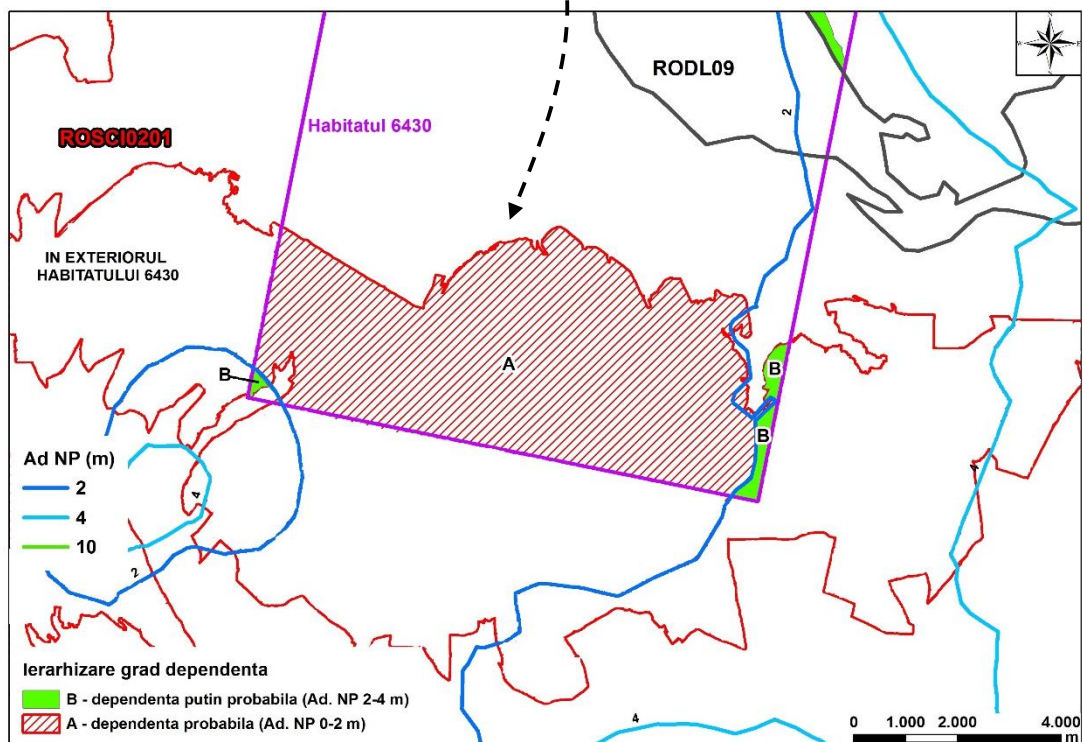 RODL09
2
Habitatul 6430
ROSCI0201
IN EXTERIORUL
HABITATULUI 6430
A
B
B
B
Ad NP (m)
2
4
10
4
2
4
4
Ierarhizare grad dependenta
B - dependenta putin probabila (Ad. NP 2-4 m)
A - dependenta probabila (Ad. NP 0-2 m)
0 1.000 2.000 4.000
m